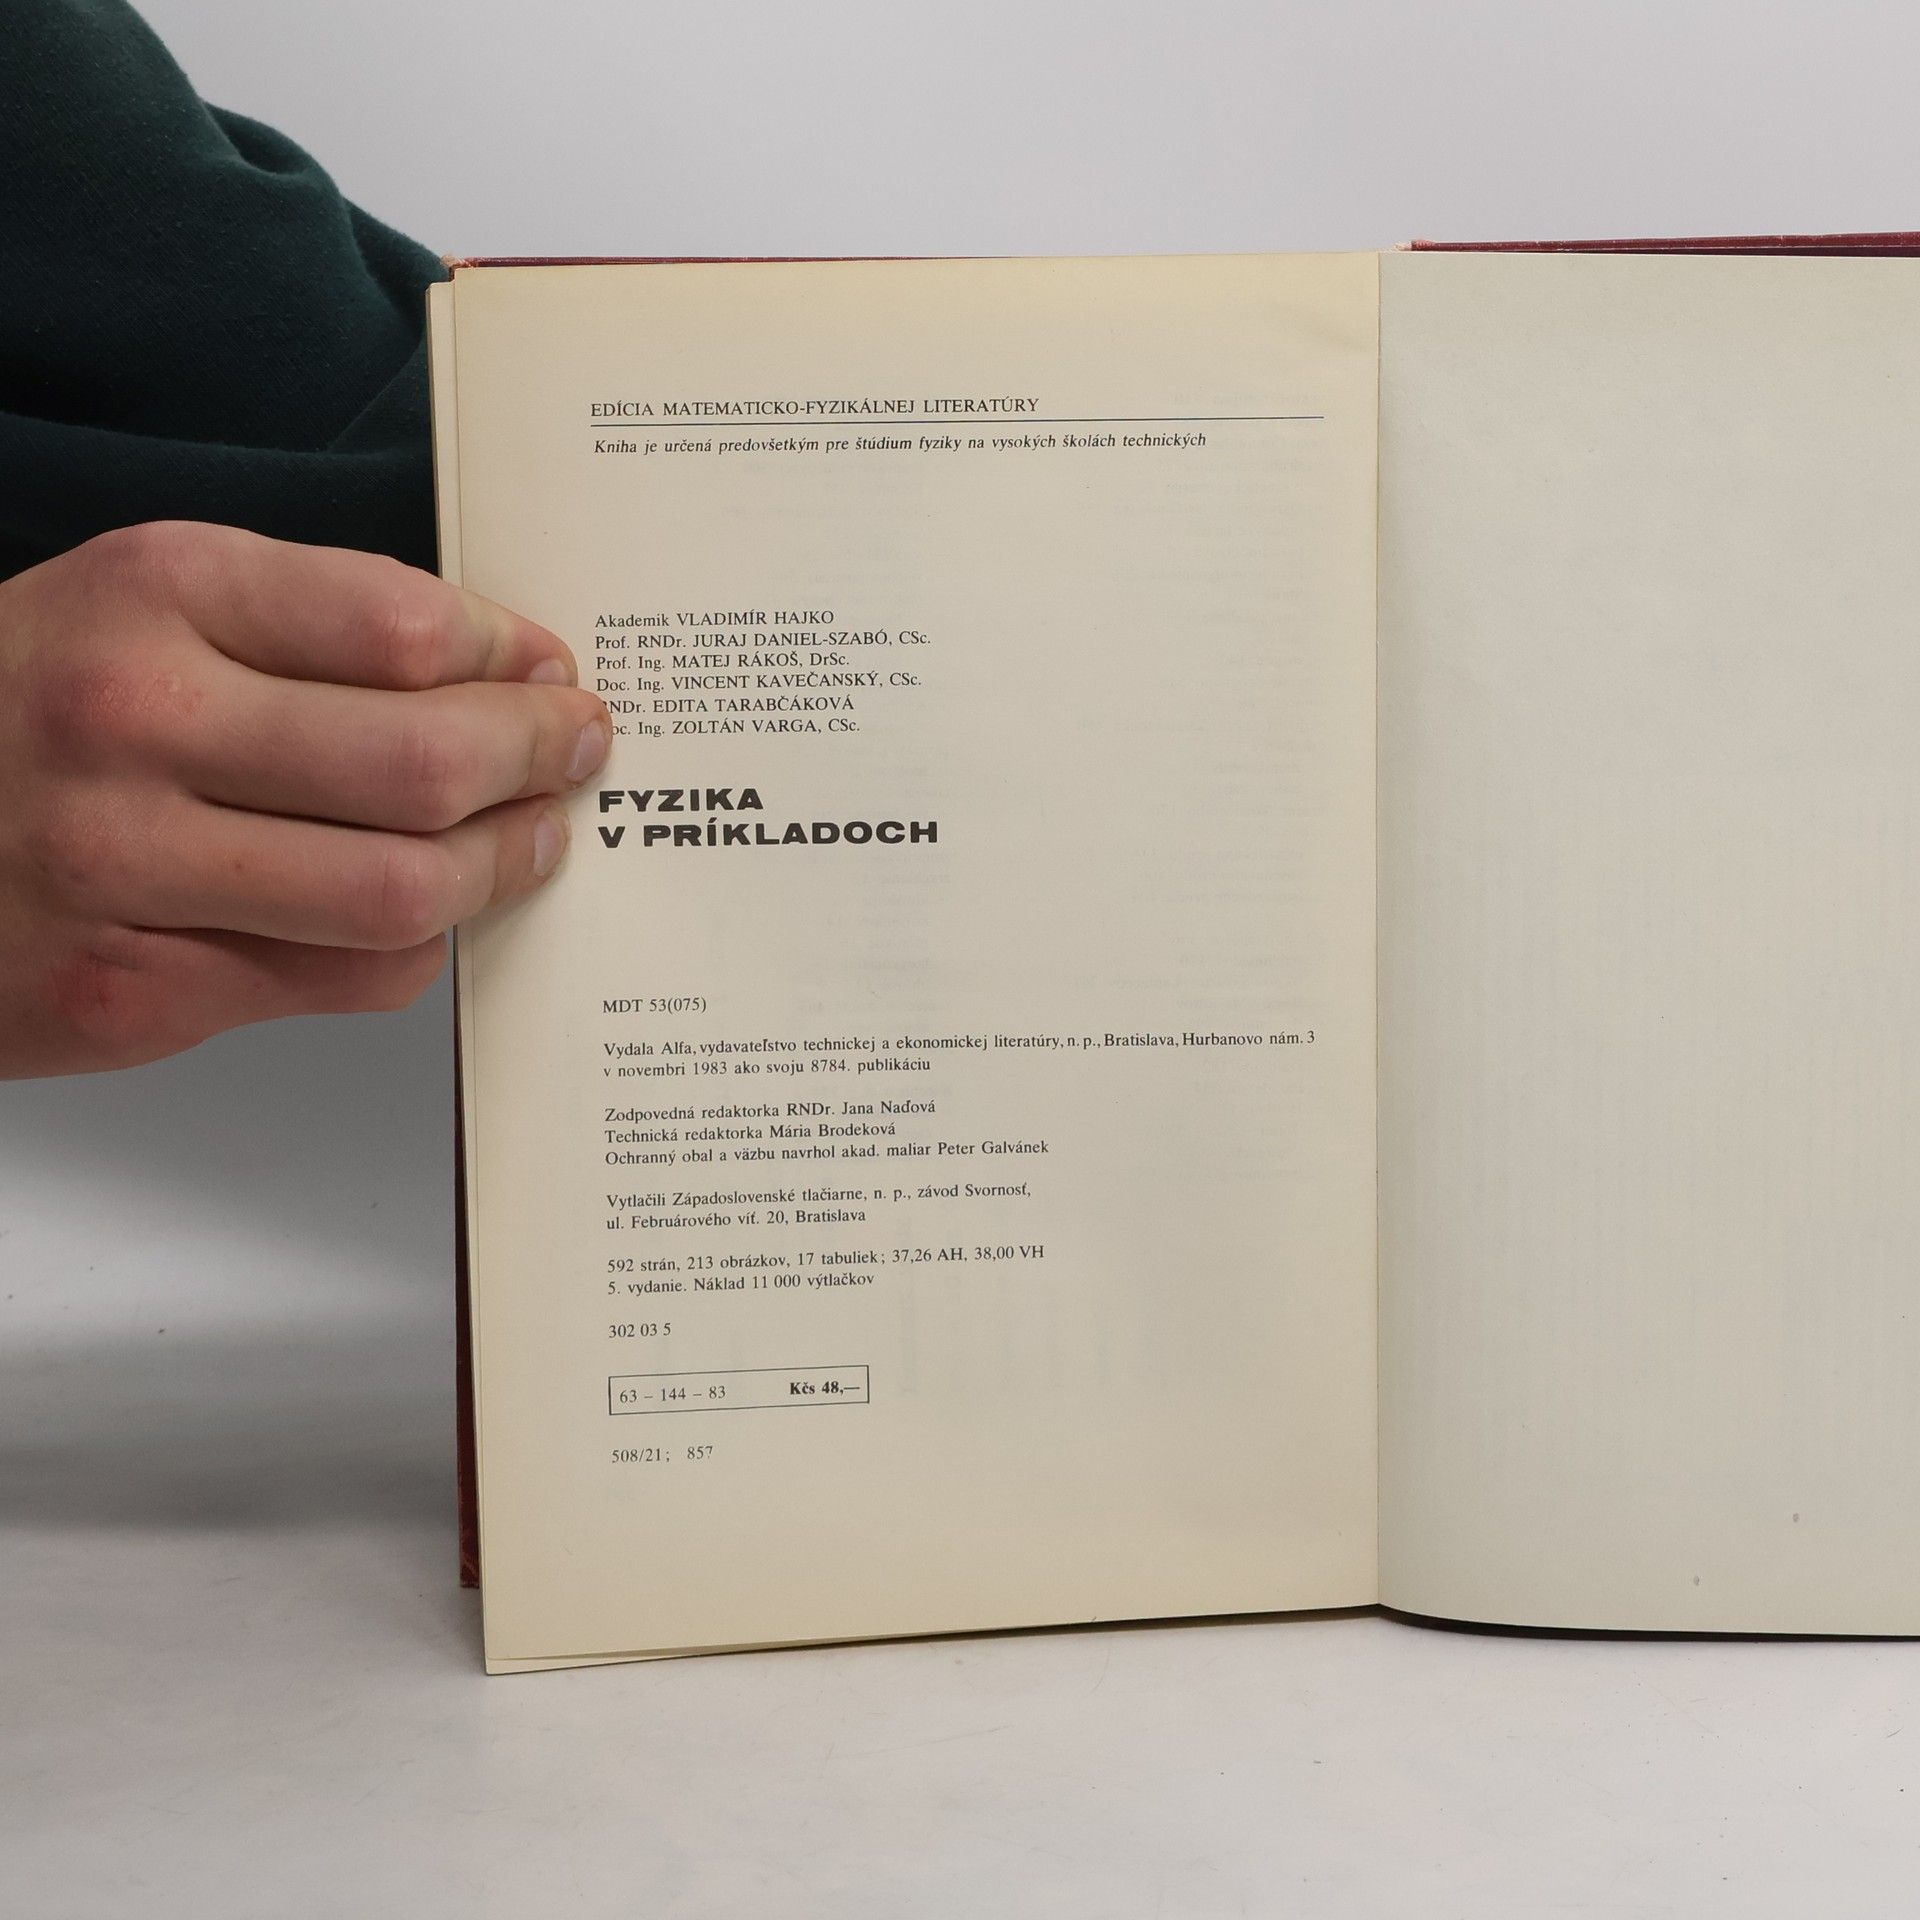 EDÍCIA MATEMATICKO-FYZIKÁLNEJ LITERATÚRY
Kniha je určená predovšetkým pre štúdium fyziky na vysokých školách technických
Akademik VLADIMÍR HAJKO
Prof. RNDr. JURAJ DANIEL-SZABÓ, CSc.
Prof. Ing. MATEJ RÁKOŠ, DrSc.
Doc. Ing. VINCENT KAVEČANSKÝ, CSc.
NDr. EDITA TARABČÁKOVÁ
oc. Ing. ZOLTÁN VARGA, CSc.
FYZIKA
V PRÍKLADOCH
MDT 53(075)
Vydala Alfa, vydavateľstvo technickej a ekonomickej literatúry, n. p., Bratislava, Hurbanovo nám. 3
v novembri 1983 ako svoju 8784. publikáciu
Zodpovedná redaktorka RNDr. Jana Naďová
Technická redaktorka Mária Brodeková
Ochranný obal a väzbu navrhol akad. maliar Peter Galvánek
Vytlačili Západoslovenské tlačiarne, n. p., závod Svornosť,
ul. Februárového víť. 20, Bratislava
592 strán, 213 obrázkov, 17 tabuliek; 37,26 AH, 38,00 VH
5. vydanie. Náklad 11 000 výtlačkov
302 03 5
63 – 144 – 83 Kčs 48,—
508/21; 857